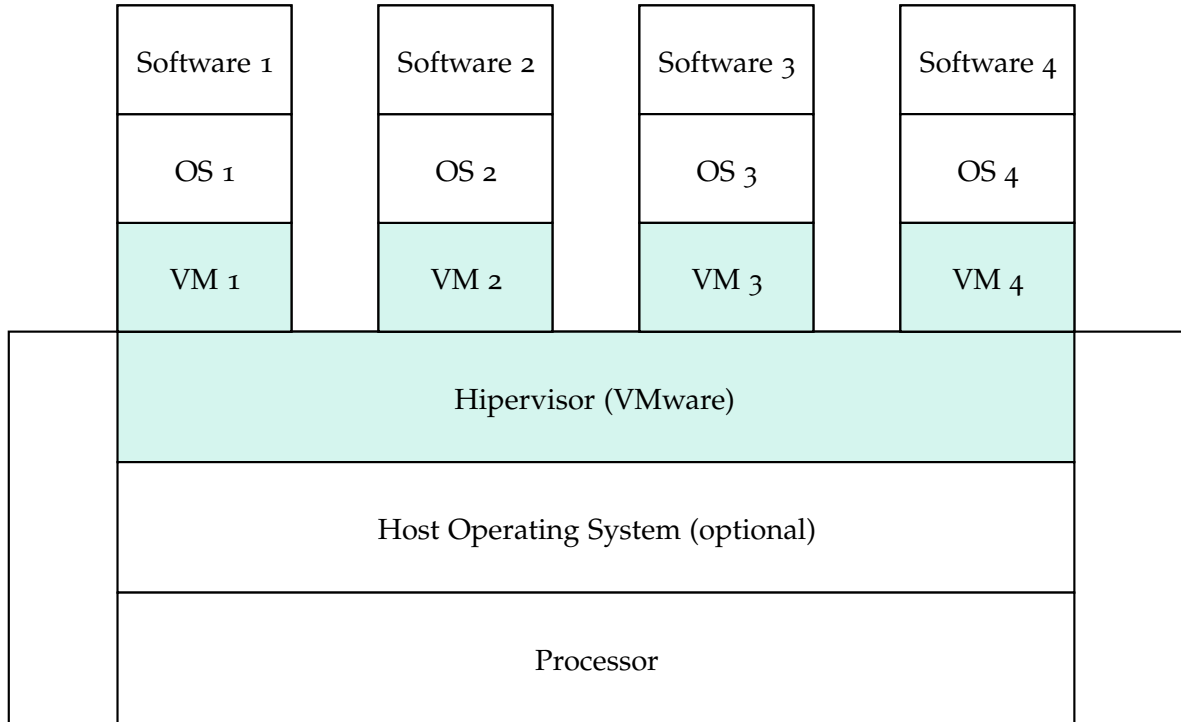 Software 1
Software 2
Software 3
Software 4
OS 1
OS 2
OS 3
OS 4
VM 1
VM 2
VM 3
VM 4
Hipervisor (VMware)
Host Operating System (optional)
Processor